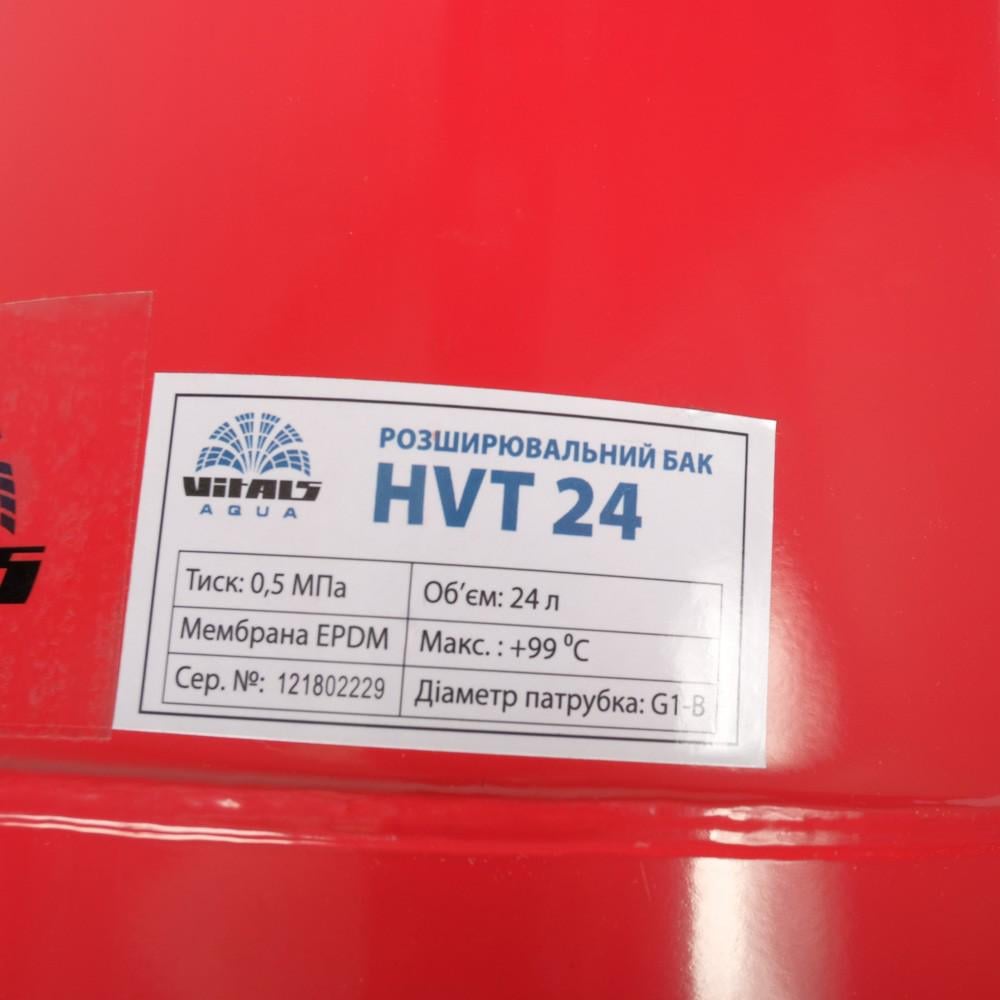 VITALS
AQUA
РОЗШИРЮВАЛЬНИЙ БАК
HVT 24
Тиск: 0,5 МПа
Об’єм: 24 л
Мембрана EPDM
Макс. : +99 ⁰C
Сер. №: 121802229
Діаметр патрубка: G1-B